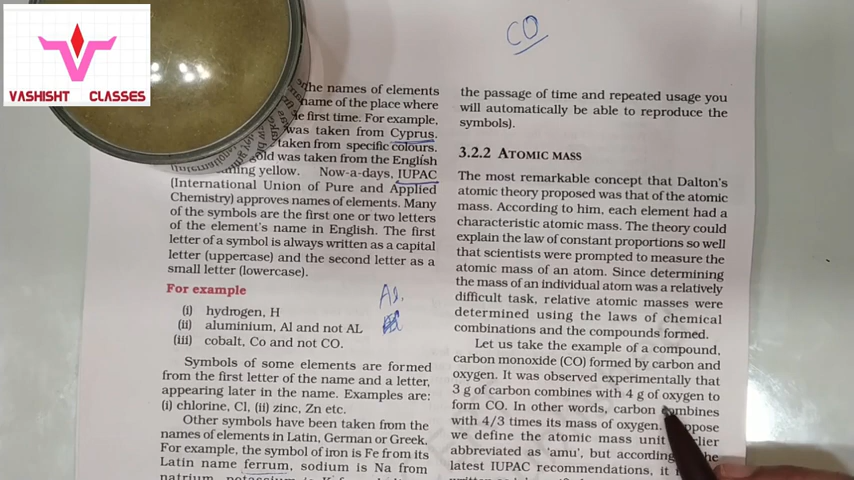 VASHISHT CLASSES
CO
the names of elements
name of the place where
first time. For example,
was taken from Cyprus.
taken from specific colours.
gold was taken from the English
yellow. Now-a-days, IUPAC
(International Union of Pure and Applied
Chemistry) approves names of elements. Many
of the symbols are the first one or two letters
of the element's name in English. The first
letter of a symbol is always written as a capital
letter (uppercase) and the second letter as a
small letter (lowercase).
For example
(i) hydrogen, H
(ii) aluminium, Al and not AL
(iii) cobalt, Co and not CO.
Al.
Symbols of some elements are formed
from the first letter of the name and a letter,
appearing later in the name. Examples are:
(i) chlorine, Cl, (ii) zinc, Zn etc.
Other symbols have been taken from the
names of elements in Latin, German or Greek.
For example, the symbol of iron is Fe from its
Latin name ferrum, sodium is Na from
the passage of time and repeated usage you
will automatically be able to reproduce the
symbols).
3.2.2 ATOMIC MASS
The most remarkable concept that Dalton's
atomic theory proposed was that of the atomic
mass. According to him, each element had a
characteristic atomic mass. The theory could
explain the law of constant proportions so well
that scientists were prompted to measure the
atomic mass of an atom. Since determining
the mass of an individual atom was a relatively
difficult task, relative atomic masses were
determined using the laws of chemical
combinations and the compounds formed.
Let us take the example of a compound,
carbon monoxide (CO) formed by carbon and
oxygen. It was observed experimentally that
3 g of carbon combines with 4 g of oxygen to
form CO. In other words, carbon combines
with 4/3 times its mass of oxygen.
we define the atomic mass unit
abbreviated as 'amu', but according
latest IUPAC recommendations, it